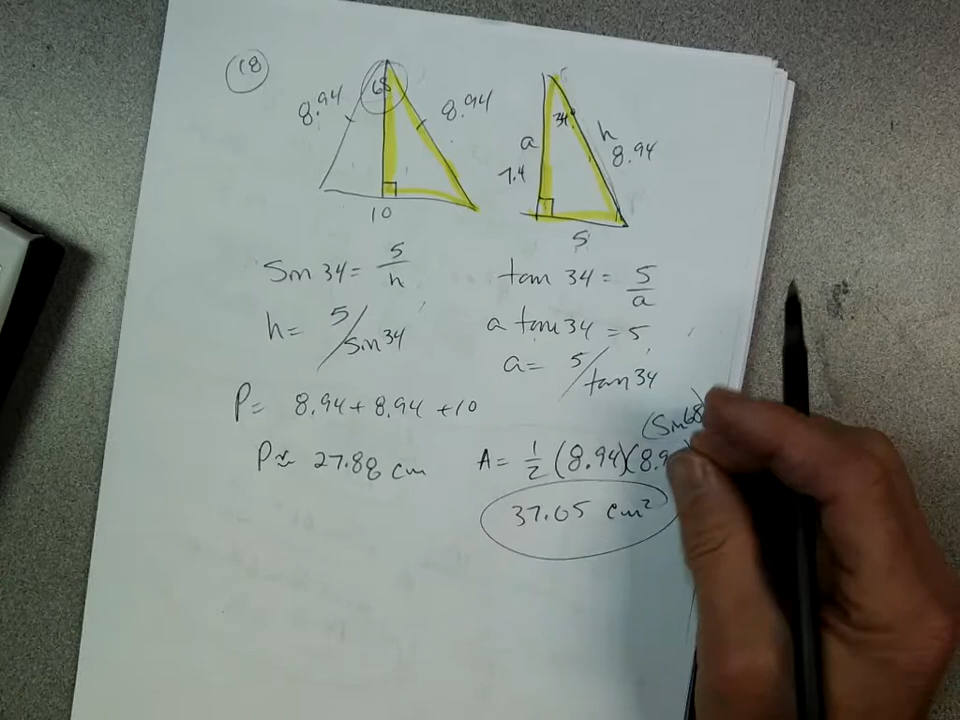 18
68
8.94
8.94
10
34
a
h
8.94
7.4
5
Sin 34 = 5/h
tan 34 = 5/a
h = 5/Sin 34
a tan 34 = 5
a = 5/tan 34
P = 8.94 + 8.94 + 10
P ≈ 27.88 cm
(Sin 68)
A = 1/2 (8.94)(8.9
37.05 cm²